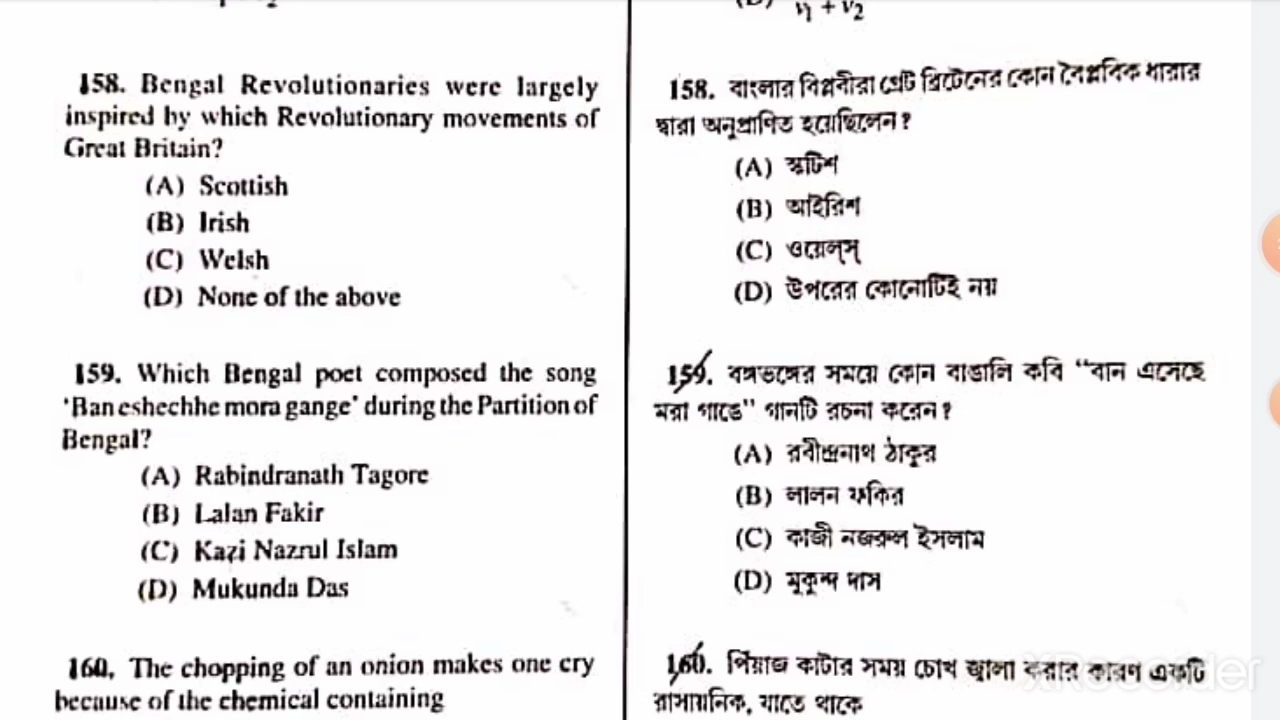 ν₁ + ν₂
158. Bengal Revolutionaries were largely
inspired by which Revolutionary movements of
Great Britain?
(A) Scottish
(B) Irish
(C) Welsh
(D) None of the above
159. Which Bengal poet composed the song
'Ban eshechhe mora gange' during the Partition of
Bengal?
(A) Rabindranath Tagore
(B) Lalan Fakir
(C) Kazi Nazrul Islam
(D) Mukunda Das
160. The chopping of an onion makes one cry
because of the chemical containing
158. বাংলার বিপ্লবীরা গ্রেট ব্রিটেনের কোন বৈপ্লবিক ধারার
দ্বারা অনুপ্রাণিত হয়েছিলেন?
(A) স্কটিশ
(B) আইরিশ
(C) ওয়েল্‌স্
(D) উপরের কোনোটিই নয়
159. বঙ্গভঙ্গের সময়ে কোন বাঙালি কবি “বান এসেছে
মরা গাঙে” গানটি রচনা করেন?
(A) রবীন্দ্রনাথ ঠাকুর
(B) লালন ফকির
(C) কাজী নজরুল ইসলাম
(D) মুকুন্দ দাস
160. পিঁয়াজ কাটার সময় চোখ জ্বালা করার কারণ একটি
রাসায়নিক, যাতে থাকে
XRecorder